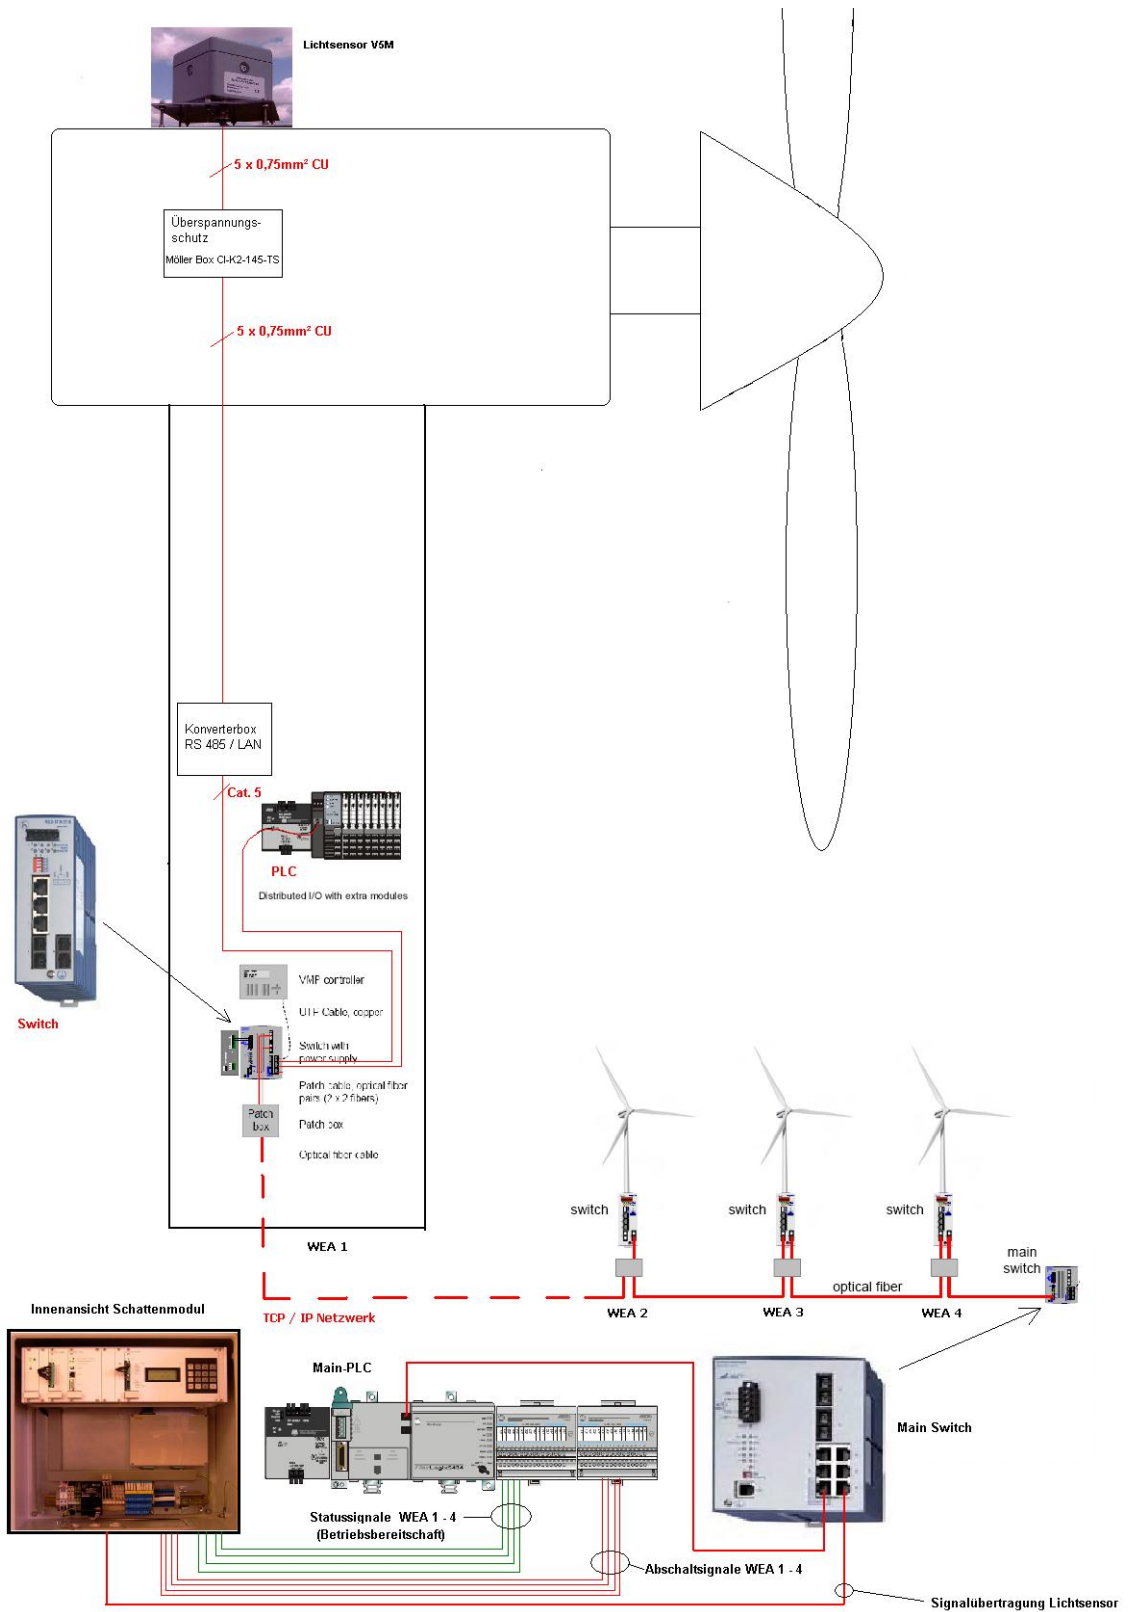 Lichtsensor V5M
5 x 0,75mm² CU
Überspannungs-
schutz
Möller Box CI-K2-145-TS
5 x 0,75mm² CU
Konverterbox
RS 485 / LAN
Cat. 5
PLC
Distributed I/O with extra modules
Switch
VMP controller
UTP Cable, copper
Switch with
power supply
Patch cable, optical fiber
pairs (2 x 2 fibers)
Patch
box
Patch box
Optical fiber cable
WEA 1
switch
switch
switch
main
switch
optical fiber
WEA 2
WEA 3
WEA 4
TCP / IP Netzwerk
Innenansicht Schattenmodul
Main-PLC
Main Switch
Statussignale WEA 1 - 4
(Betriebsbereitschaft)
Abschaltsignale WEA 1 - 4
Signalübertragung Lichtsensor